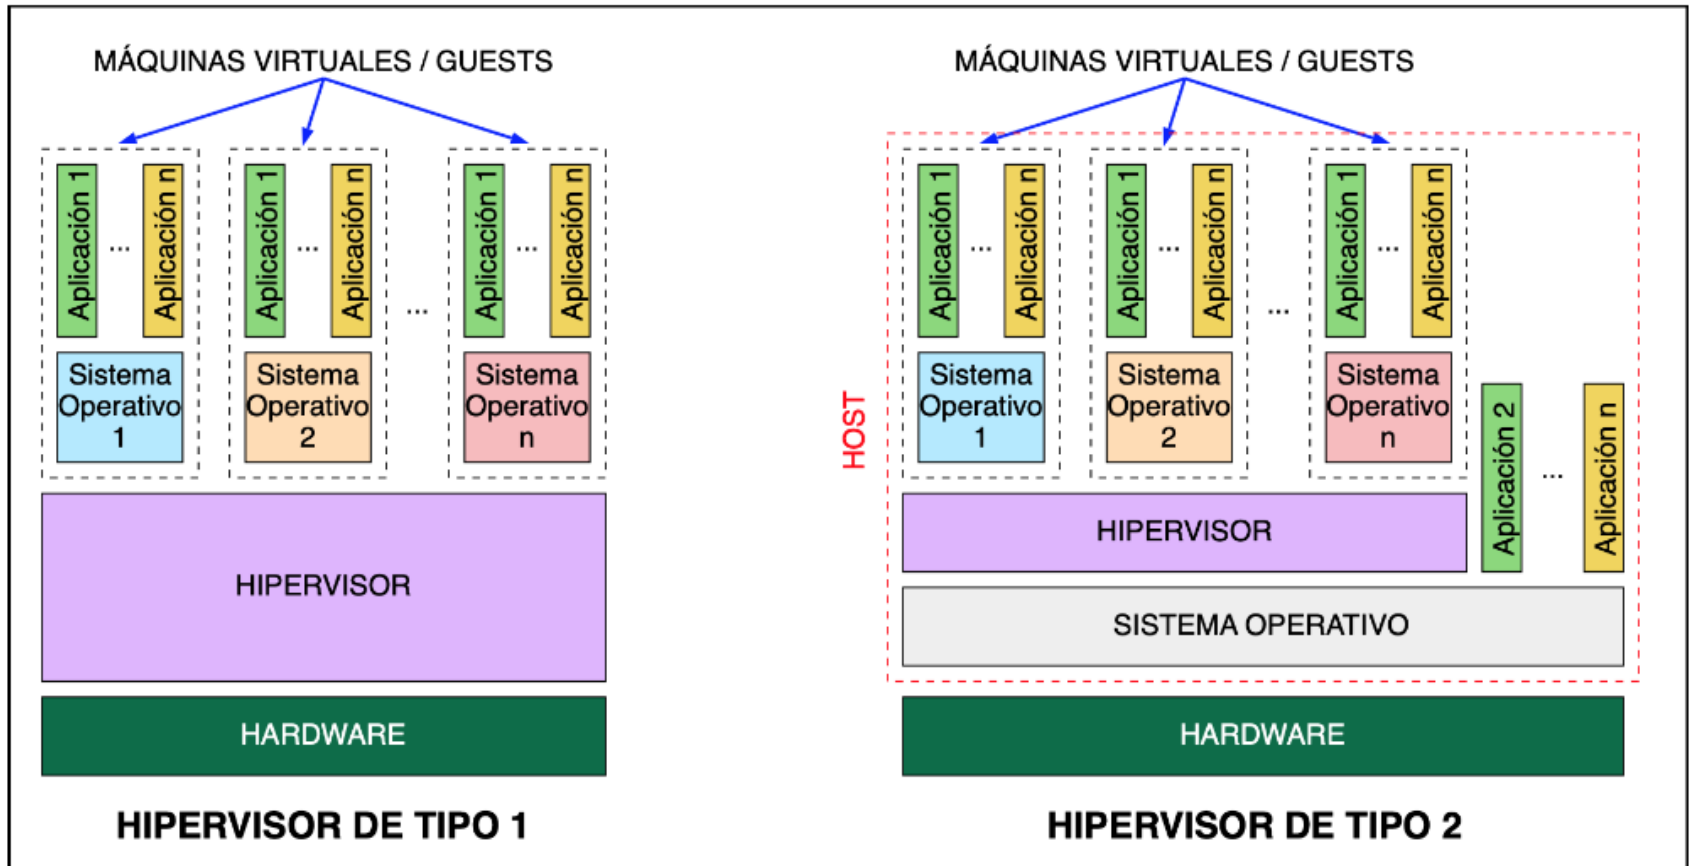 MÁQUINAS VIRTUALES / GUESTS
Aplicación 1
...
Aplicación n
Aplicación 1
...
Aplicación n
...
Aplicación 1
...
Aplicación n
Sistema
Operativo
1
Sistema
Operativo
2
Sistema
Operativo
n
HIPERVISOR
HARDWARE
HIPERVISOR DE TIPO 1
MÁQUINAS VIRTUALES / GUESTS
HOST
Aplicación 1
...
Aplicación n
Aplicación 1
...
Aplicación n
...
Aplicación 1
...
Aplicación n
Sistema
Operativo
1
Sistema
Operativo
2
Sistema
Operativo
n
Aplicación 2
...
Aplicación n
HIPERVISOR
SISTEMA OPERATIVO
HARDWARE
HIPERVISOR DE TIPO 2